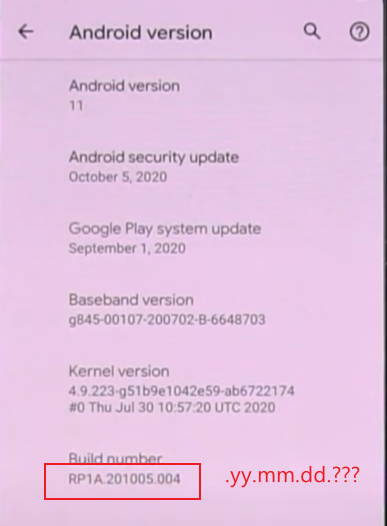 Android version
Android version
11
Android security update
October 5, 2020
Google Play system update
September 1, 2020
Baseband version
g845-00107-200702-B-6648703
Kernel version
4.9.223-g51b9e1042e59-ab6722174
#0 Thu Jul 30 10:57:20 UTC 2020
Build number
RP1A.201005.004
.yy.mm.dd.???